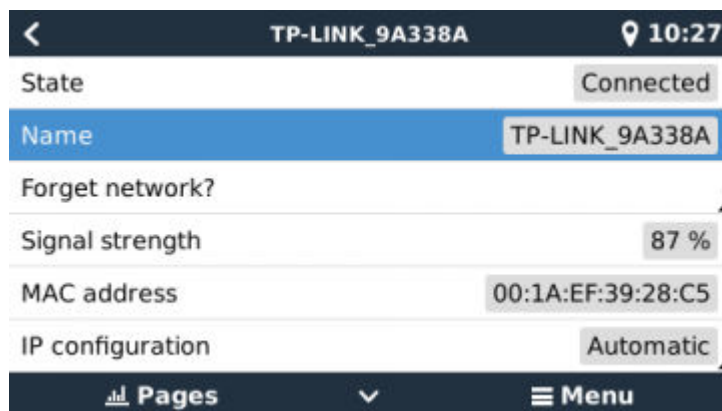 TP-LINK_9A338A 10:27
State Connected
Name TP-LINK_9A338A
Forget network?
Signal strength 87 %
MAC address 00:1A:EF:39:28:C5
IP configuration Automatic
Pages Menu